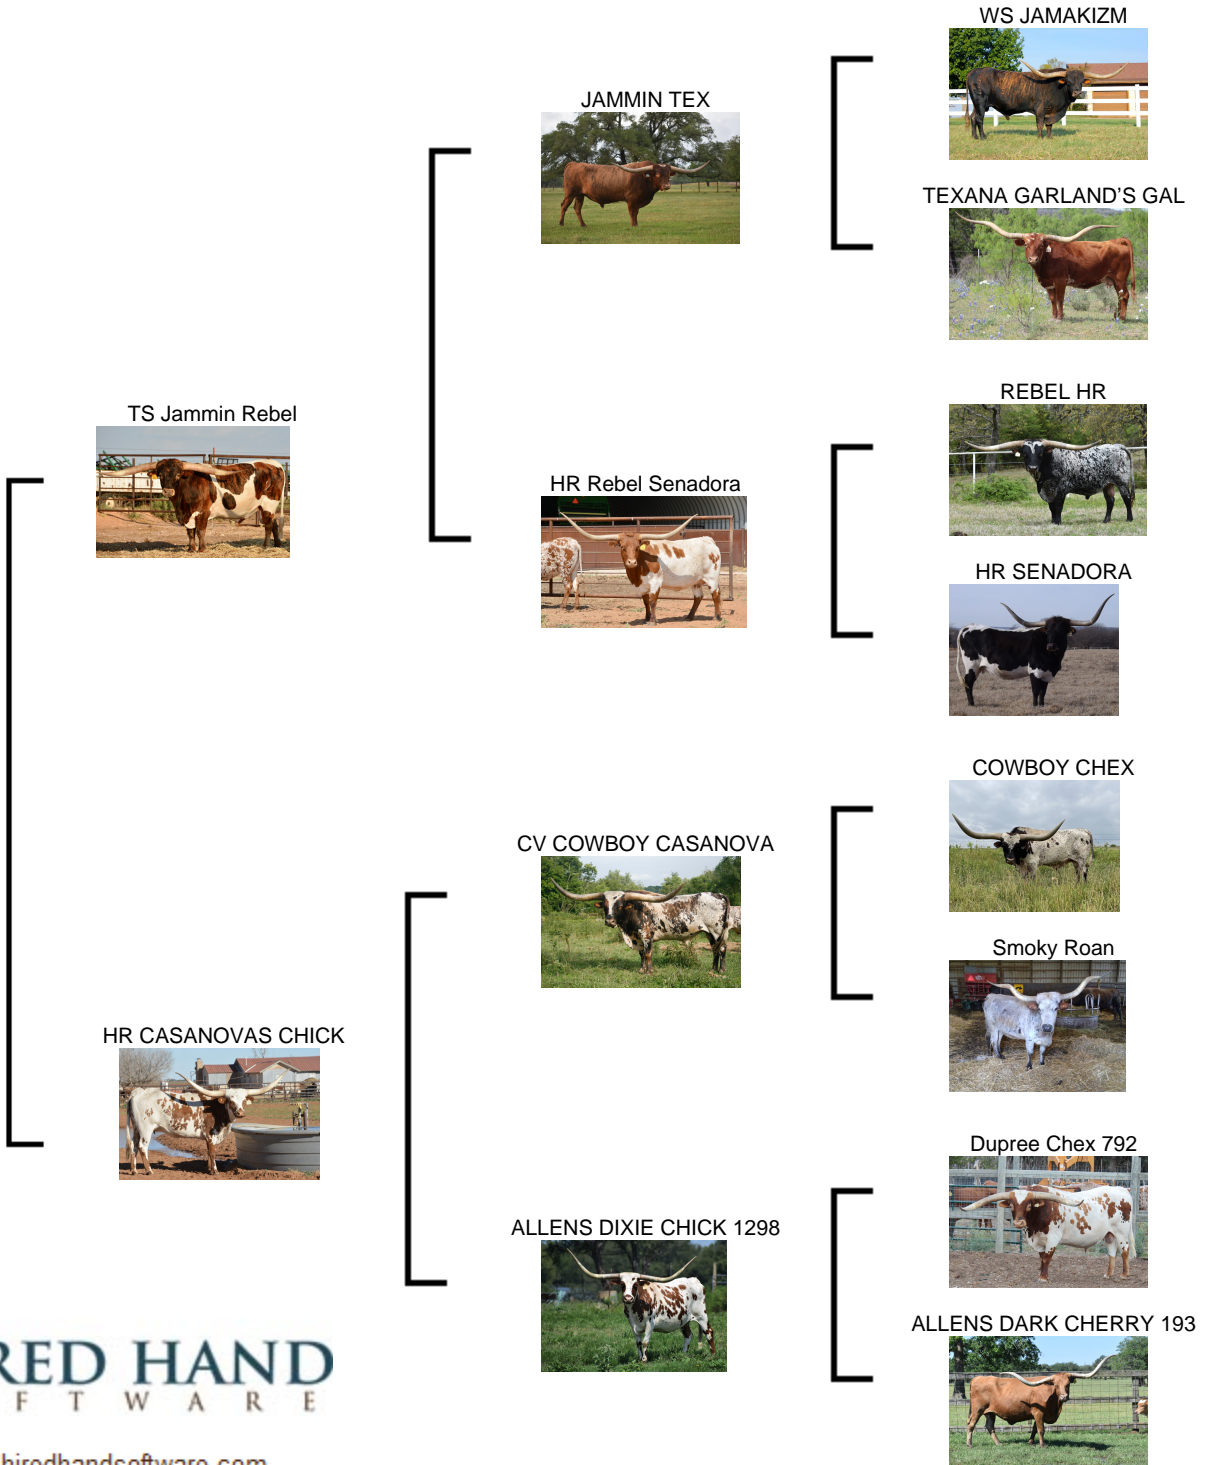 WS JAMAKIZM
JAMMIN TEX
TEXANA GARLAND'S GAL
REBEL HR
TS Jammin Rebel
HR Rebel Senadora
HR SENADORA
COWBOY CHEX
CV COWBOY CASANOVA
Smoky Roan
HR CASANOVAS CHICK
Dupree Chex 792
ALLENS DIXIE CHICK 1298
ALLENS DARK CHERRY 193
RED HAND
F T W A R E
hiredhandsoftware.com